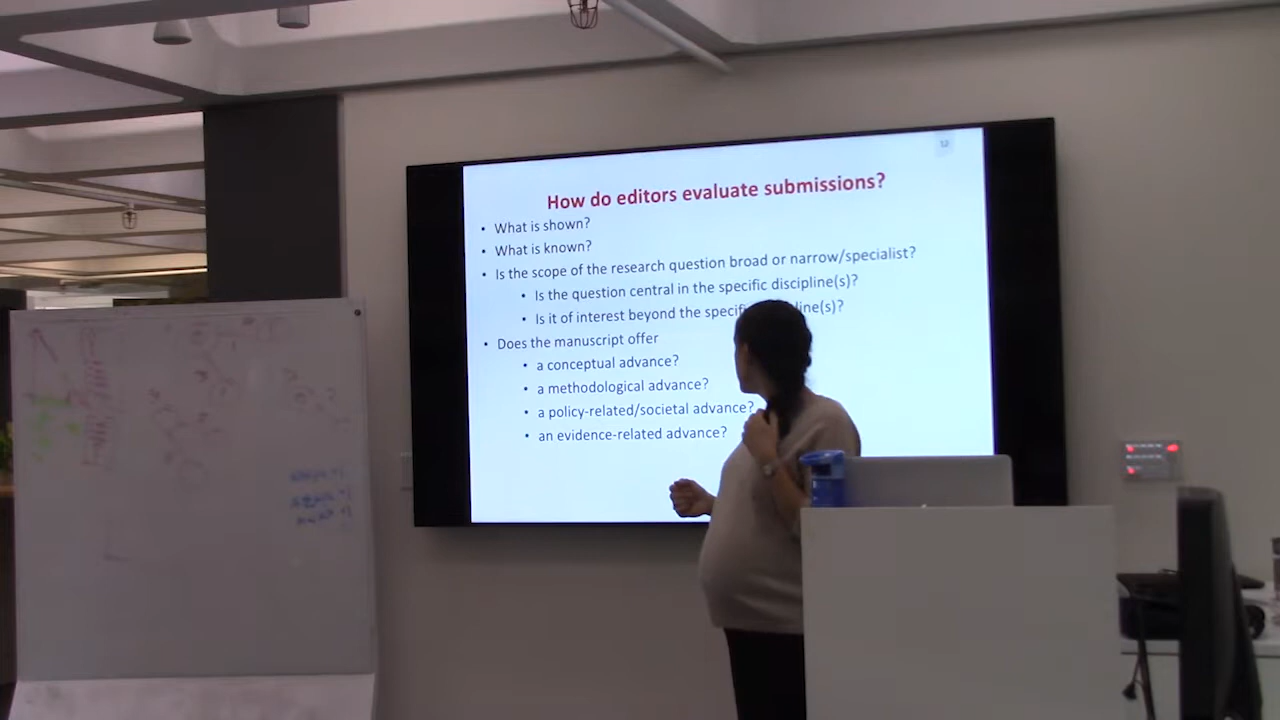 12
How do editors evaluate submissions?
• What is shown?
• What is known?
• Is the scope of the research question broad or narrow/specialist?
• Is the question central in the specific discipline(s)?
• Is it of interest beyond the specific line(s)?
• Does the manuscript offer
• a conceptual advance?
• a methodological advance?
• a policy-related/societal advance?
• an evidence-related advance?